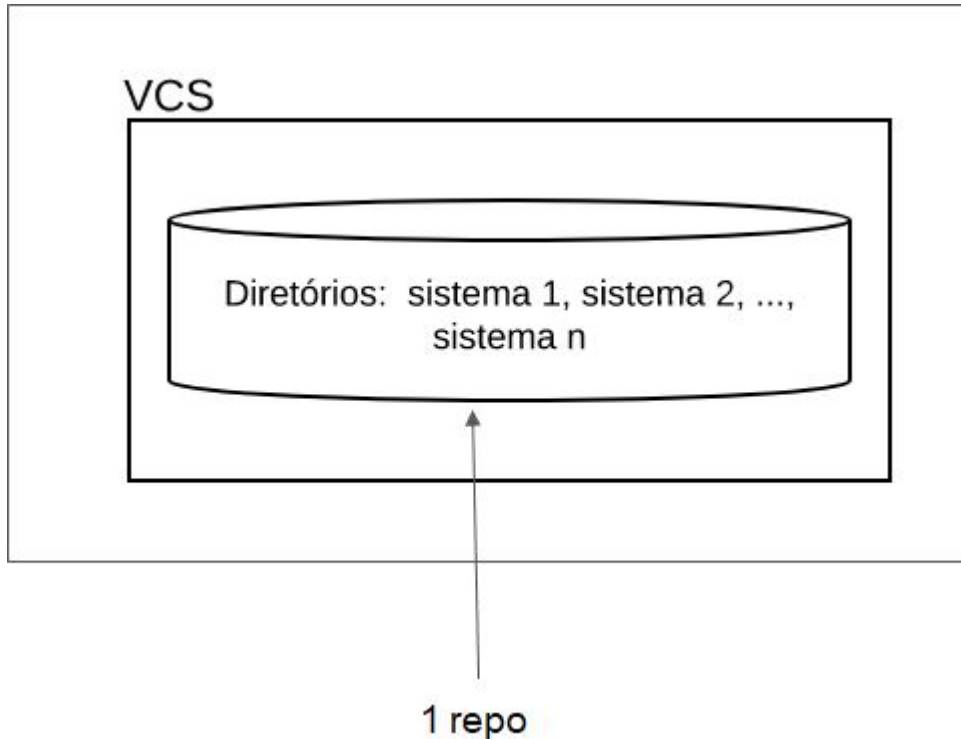 VCS
Diretórios: sistema 1, sistema 2, ...,
sistema n
1 repo